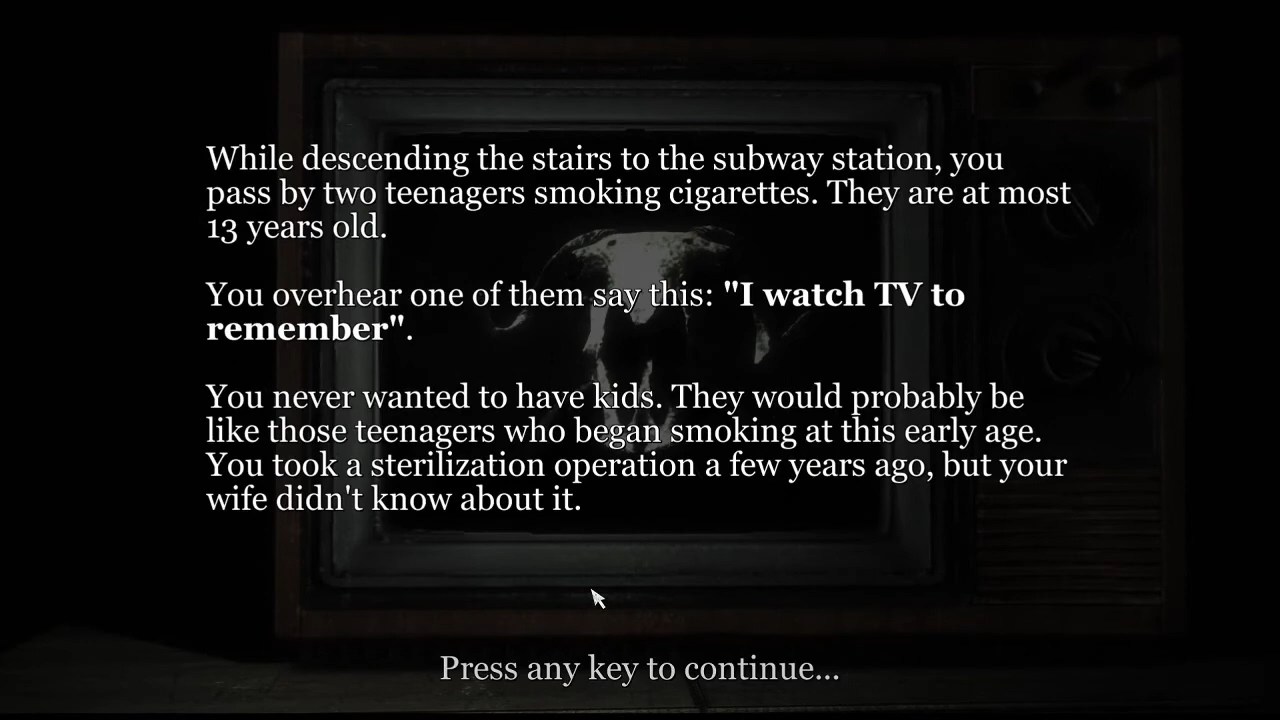 While descending the stairs to the subway station, you
pass by two teenagers smoking cigarettes. They are at most
13 years old.
You overhear one of them say this: "I watch TV to
remember".
You never wanted to have kids. They would probably be
like those teenagers who began smoking at this early age.
You took a sterilization operation a few years ago, but your
wife didn't know about it.
Press any key to continue...